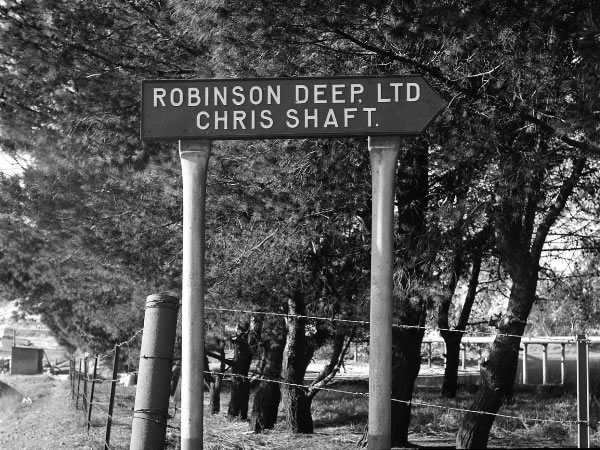 ROBINSON DEEP. LTD
CHRIS SHAFT.